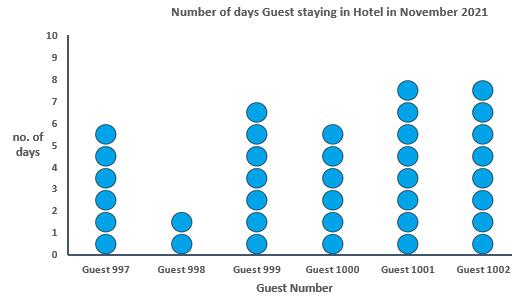 Number of days Guest staying in Hotel in November 2021
10
9
8
7
6
5
4
3
2
1
0
no. of
days
Guest 997 Guest 998 Guest 999 Guest 1000 Guest 1001 Guest 1002
Guest Number